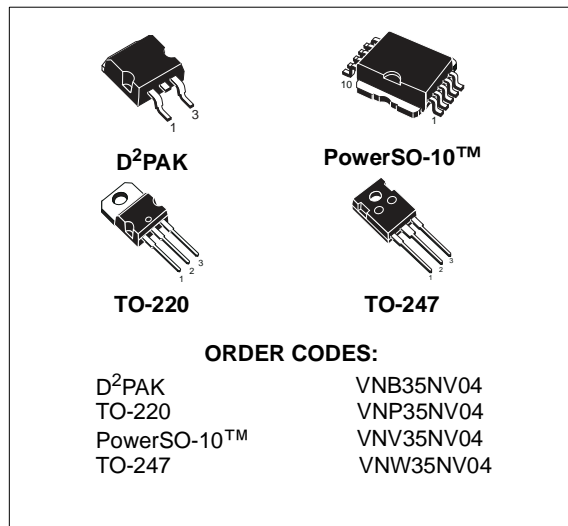 10
1 3 1
D²PAK PowerSO-10™
1 2 3 1 2 3
TO-220 TO-247
ORDER CODES:
D²PAK VNB35NV04
TO-220 VNP35NV04
PowerSO-10™ VNV35NV04
TO-247 VNW35NV04